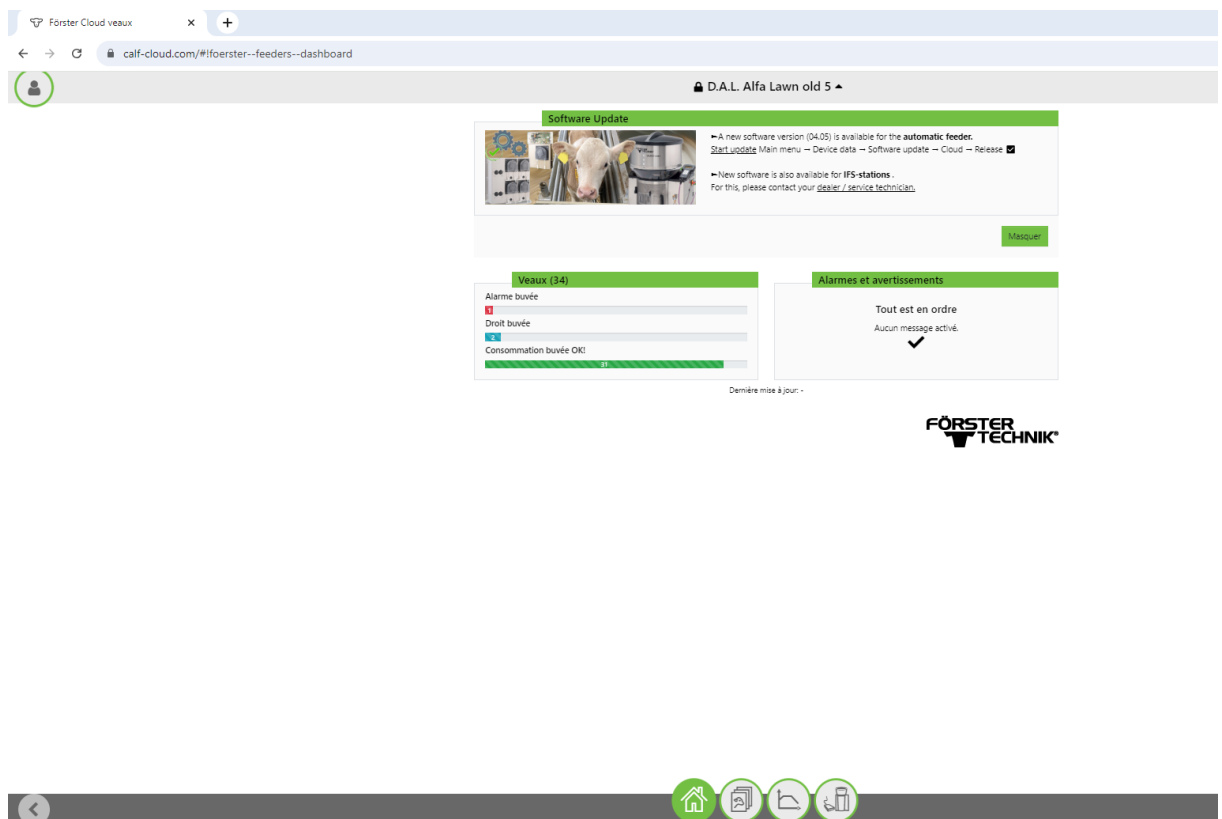 Förster Cloud veaux
calf-cloud.com/#!foerster--feeders--dashboard
D.A.L. Alfa Lawn old 5
Software Update
►A new software version (04.05) is available for the automatic feeder.
Start update Main menu → Device data → Software update → Cloud → Release
►New software is also available for IFS-stations .
For this, please contact your dealer / service technician.
Masquer
Veaux (34)
Alarme buvée
1
Droit buvée
2
Consommation buvée OK!
31
Alarmes et avertissements
Tout est en ordre
Aucun message activé.
Dernière mise à jour: -
FÖRSTER
TECHNIK®